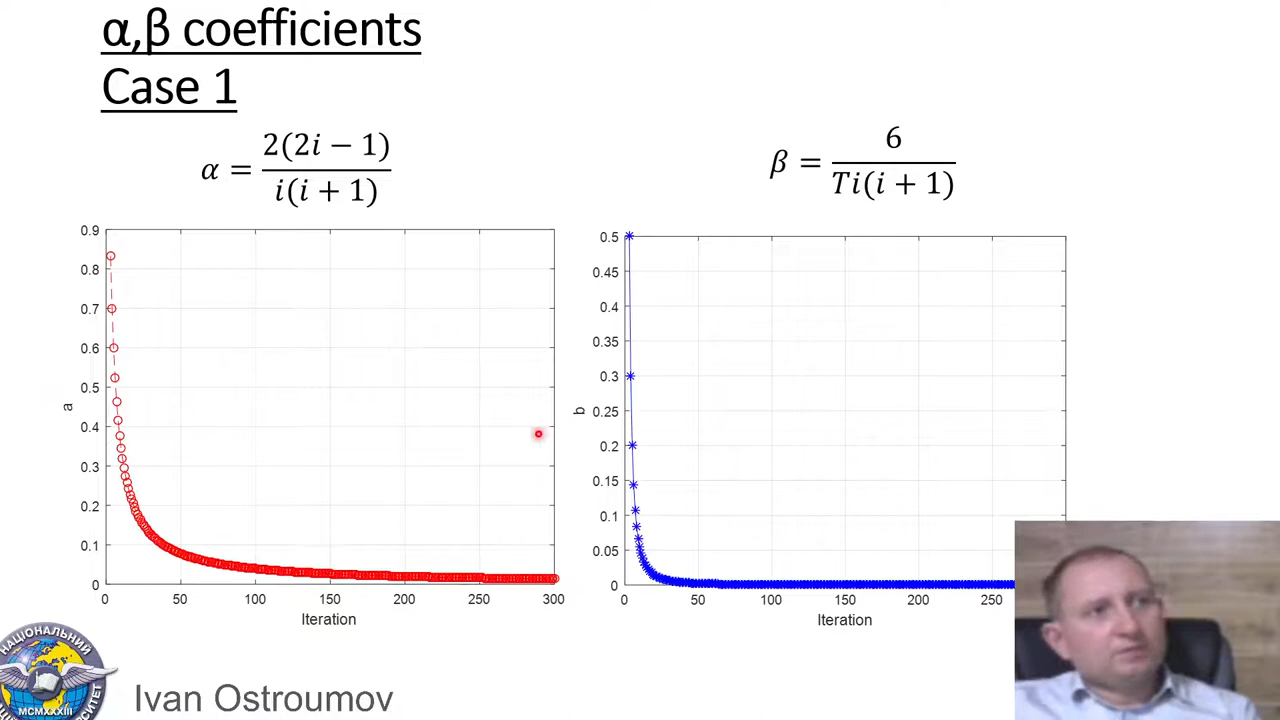 α,β coefficients
Case 1
α = 2(2i − 1) / i(i + 1)
β = 6 / Ti(i + 1)
0.9
0.8
0.7
0.6
0.5
0.4
0.3
0.2
0.1
0
a
0 50 100 150 200 250 300
Iteration
0.5
0.45
0.4
0.35
0.3
0.25
0.2
0.15
0.1
0.05
0
b
0 50 100 150 200 250
Iteration
НАЦІОНАЛЬНИЙ
MCMXXXIII
Ivan Ostroumov